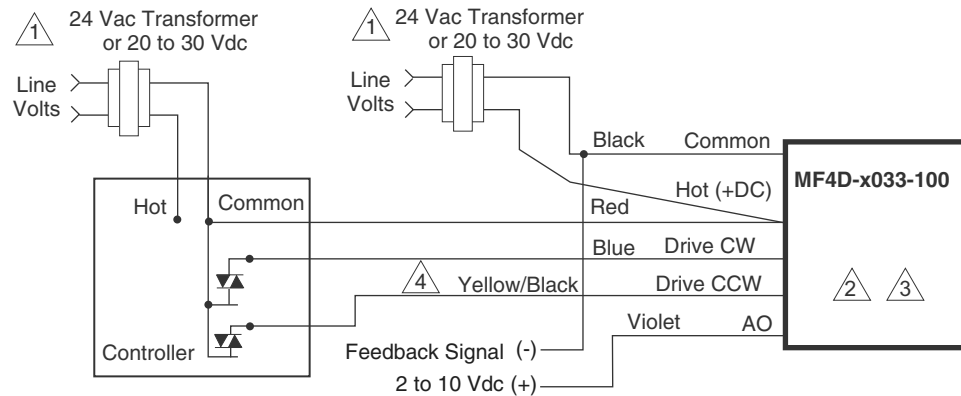 1
24 Vac Transformer
or 20 to 30 Vdc
Line
Volts
1
24 Vac Transformer
or 20 to 30 Vdc
Line
Volts
Black
Common
MF4D-x033-100
Hot (+DC)
Hot
Common
Red
Blue
Drive CW
4
Yellow/Black
Drive CCW
2
3
Violet
AO
Controller
Feedback Signal (-)
2 to 10 Vdc (+)